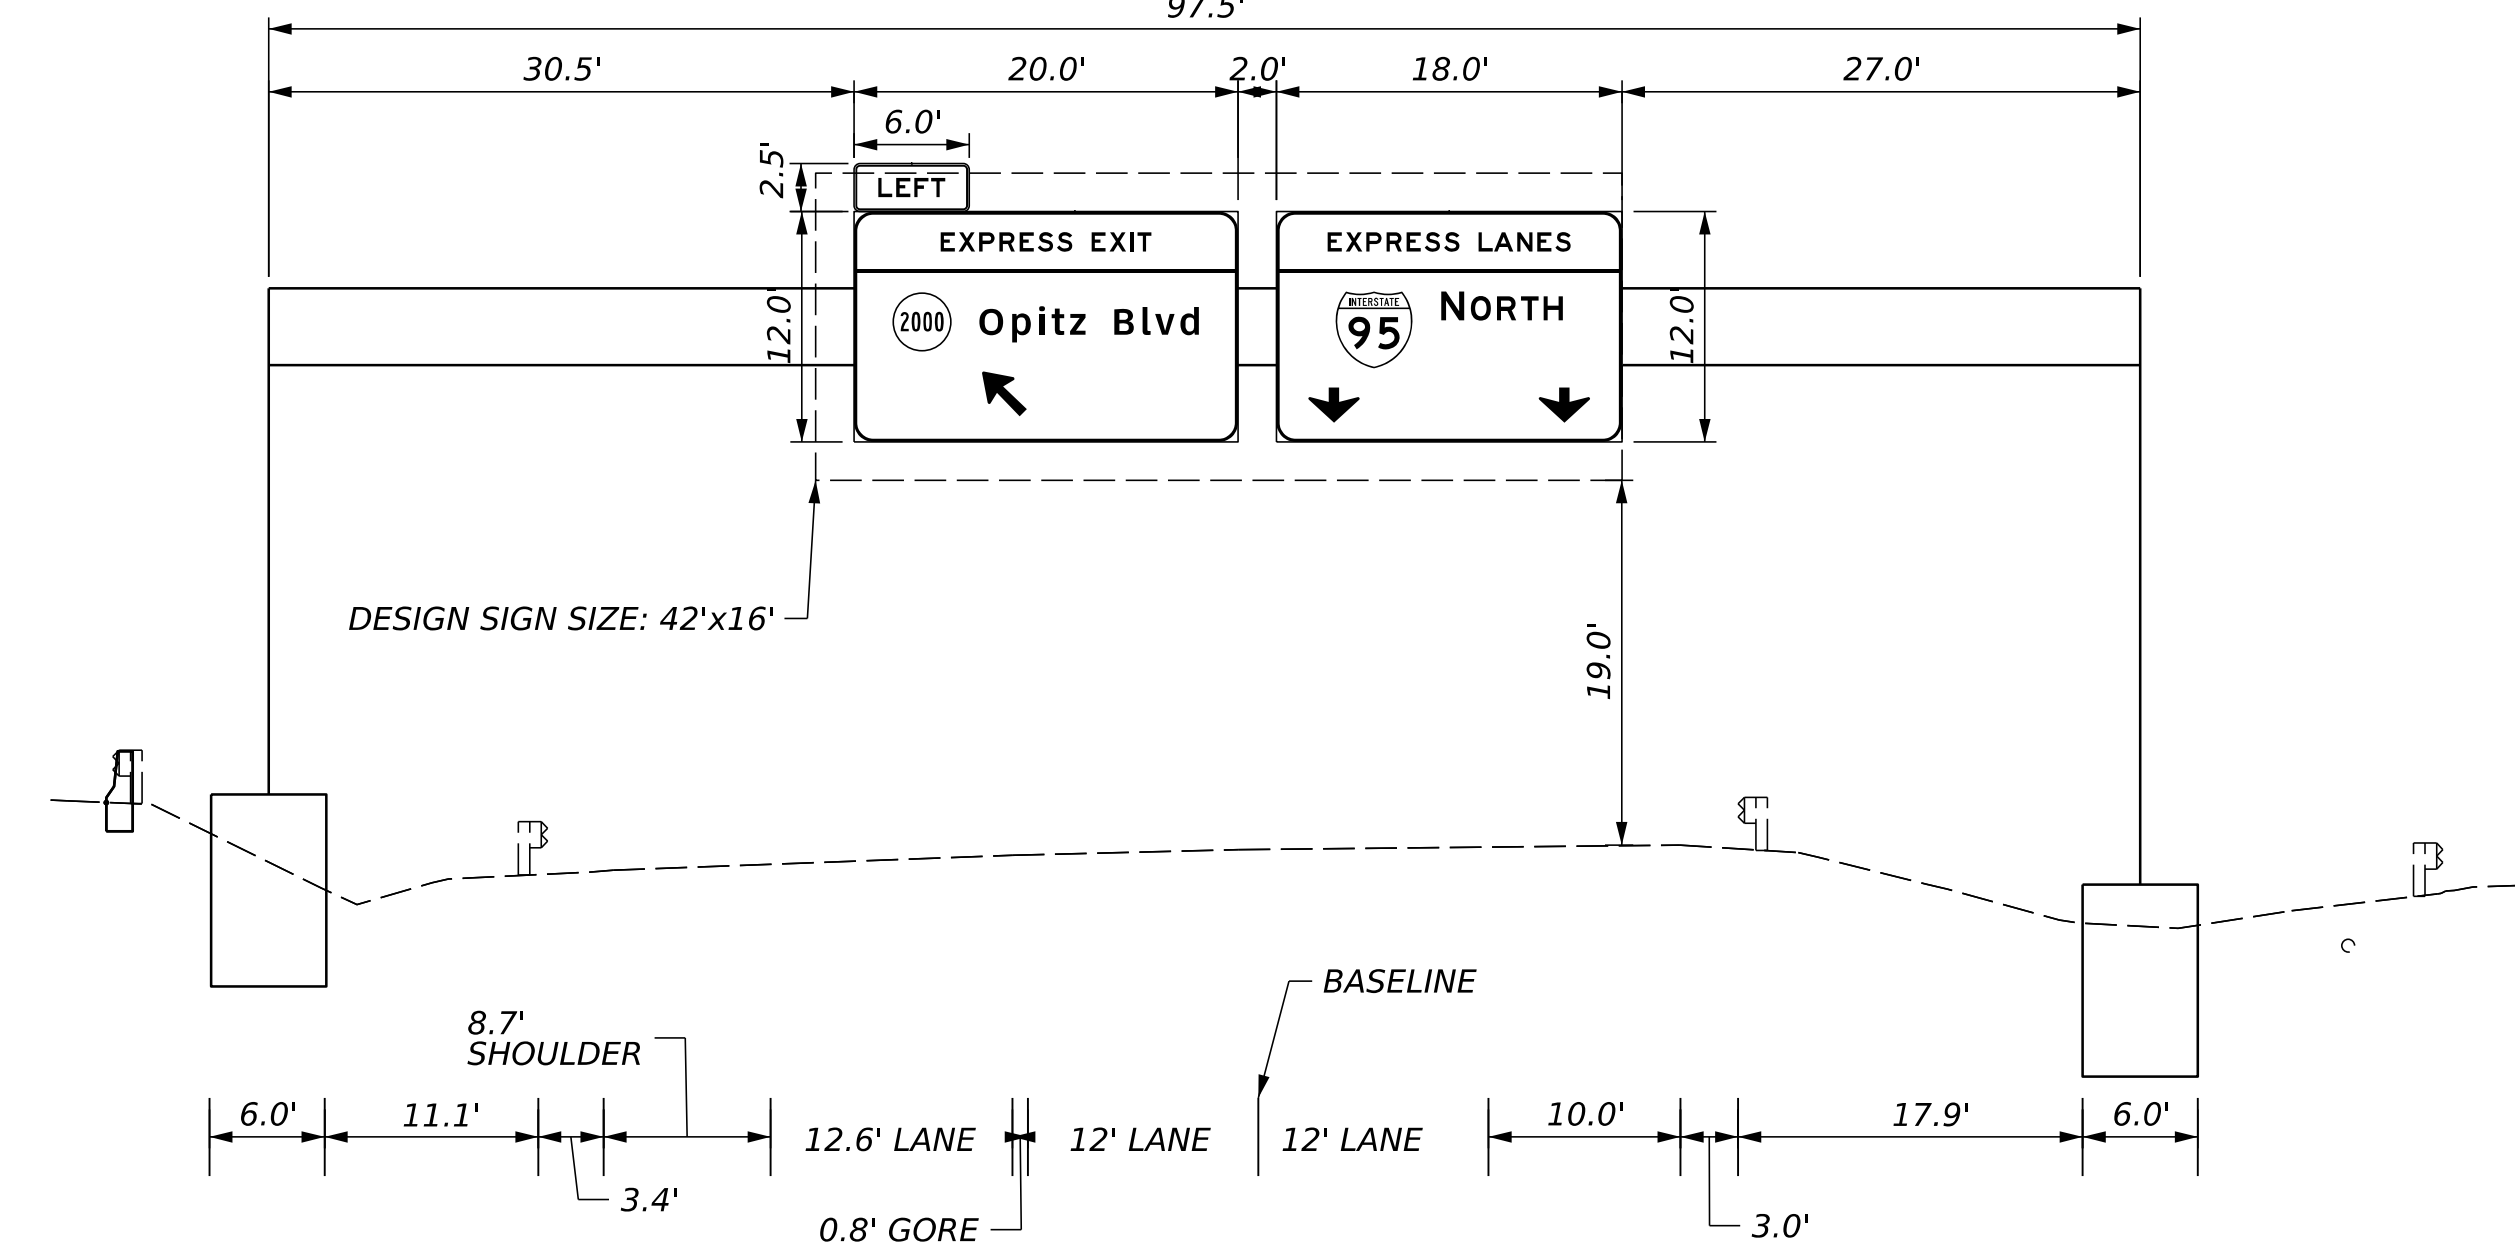 97.5'
30.5' 20.0' 2.0' 18.0' 27.0'
6.0'
2.5'
LEFT
EXPRESS EXIT
2000 Opitz Blvd
12.0'
EXPRESS LANES
INTERSTATE
95 NORTH
12.0'
DESIGN SIGN SIZE: 42'x16'
19.0'
BASELINE
8.7'
SHOULDER
6.0' 11.1' 12.6' LANE 12' LANE 12' LANE 10.0' 17.9' 6.0'
3.4'
0.8' GORE
3.0'